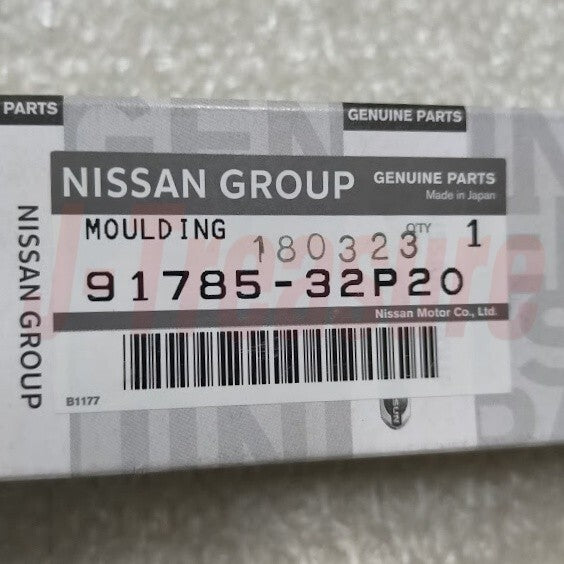 PARTS
GENUINE PARTS
NISSAN GROUP
NISSAN GROUP
GENUINE PARTS
Made in Japan
MOULDING
180323
QTY
1
91785-32P20
Nissan Motor Co., Ltd.
B1177
J Treasure